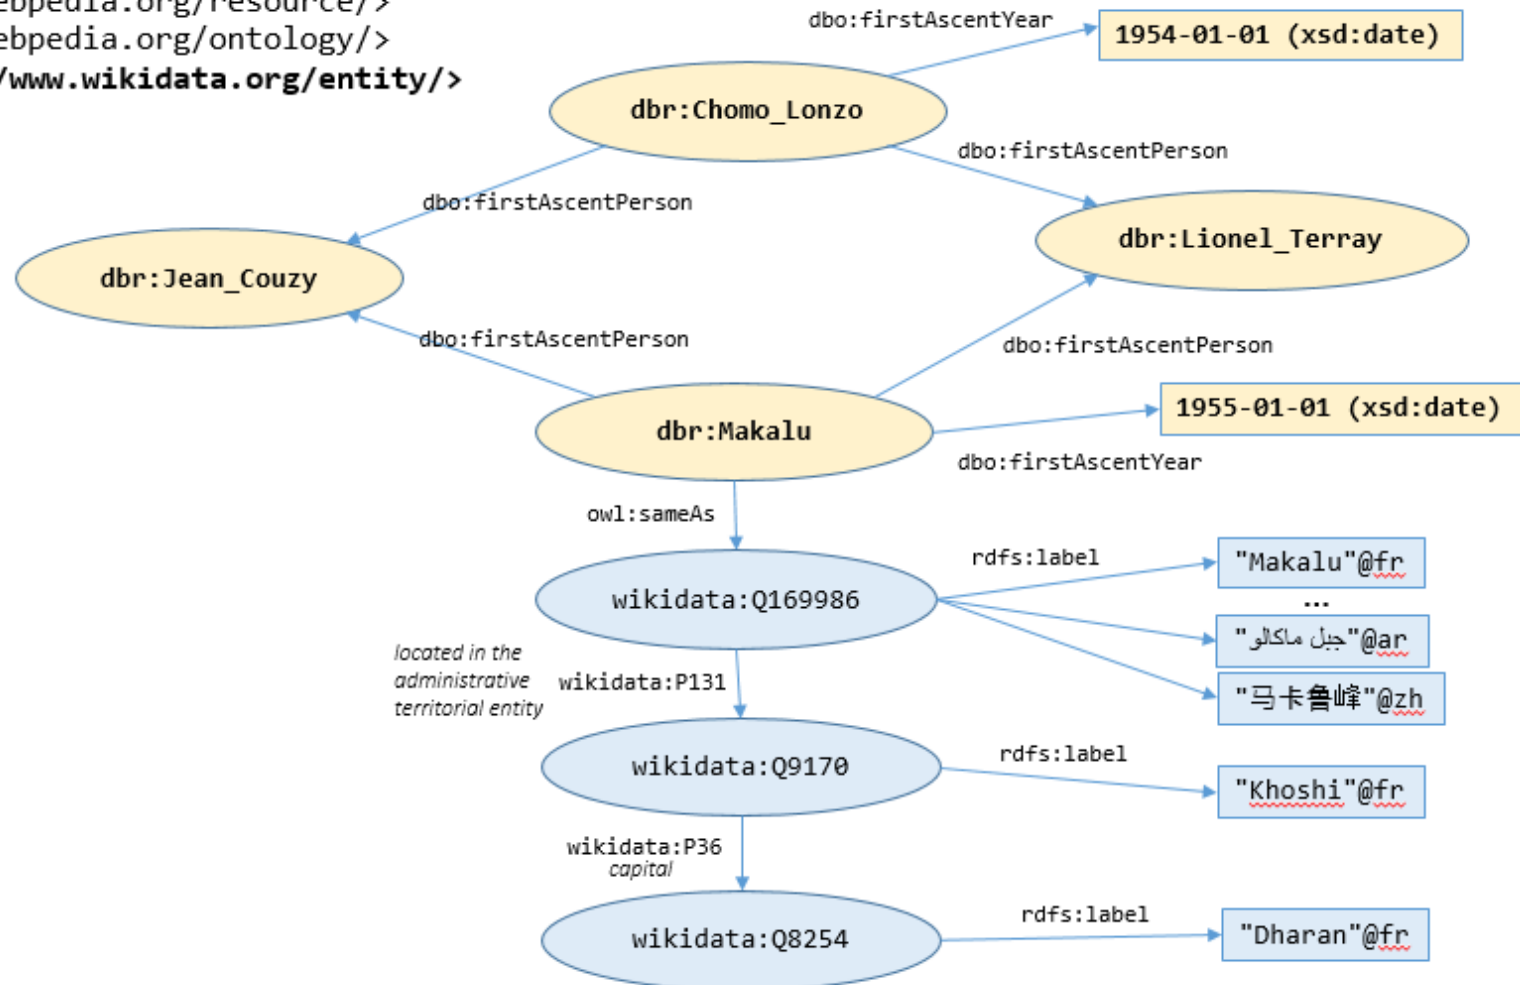 ebpedia.org/resource/>
ebpedia.org/ontology/>
/www.wikidata.org/entity/>
dbo:firstAscentYear
1954-01-01 (xsd:date)
dbr:Chomo_Lonzo
dbo:firstAscentPerson
dbo:firstAscentPerson
dbr:Lionel_Terray
dbr:Jean_Couzy
dbo:firstAscentPerson
dbo:firstAscentPerson
1955-01-01 (xsd:date)
dbr:Makalu
dbo:firstAscentYear
owl:sameAs
rdfs:label
"Makalu"@fr
...
wikidata:Q169986
"جبل ماكالو"@ar
located in the
administrative
territorial entity
wikidata:P131
"马卡鲁峰"@zh
rdfs:label
wikidata:Q9170
"Khoshi"@fr
wikidata:P36
capital
rdfs:label
wikidata:Q8254
"Dharan"@fr